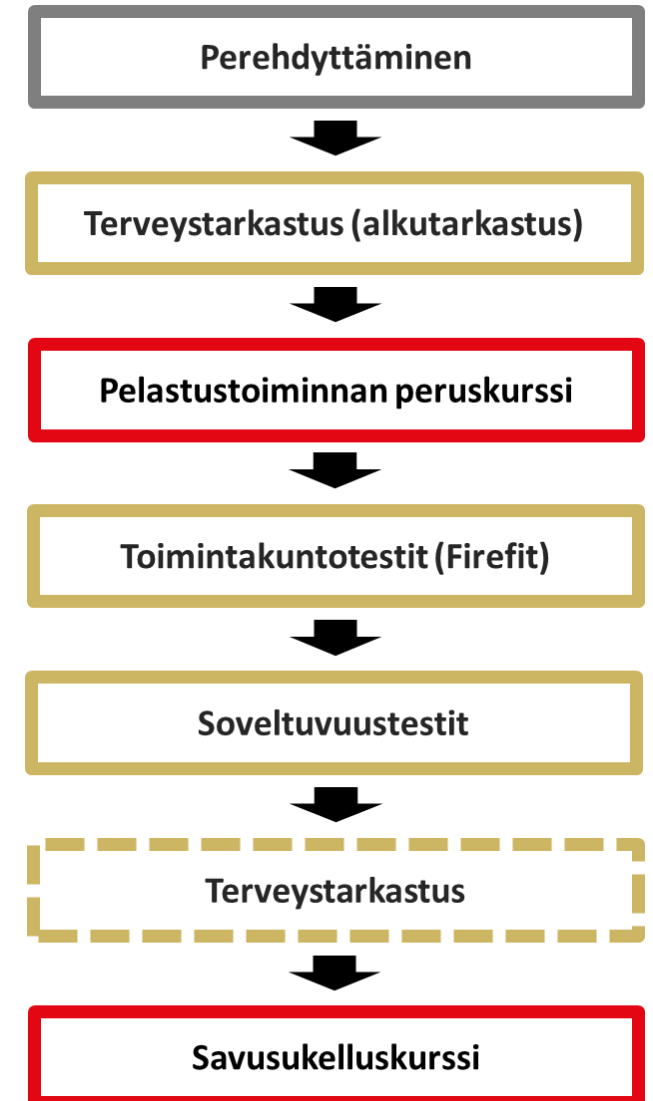 Perehdyttäminen
Terveystarkastus (alkutarkastus)
Pelastustoiminnan peruskurssi
Toimintakuntotestit (Firefit)
Soveltuvuustestit
Terveystarkastus
Savusukelluskurssi